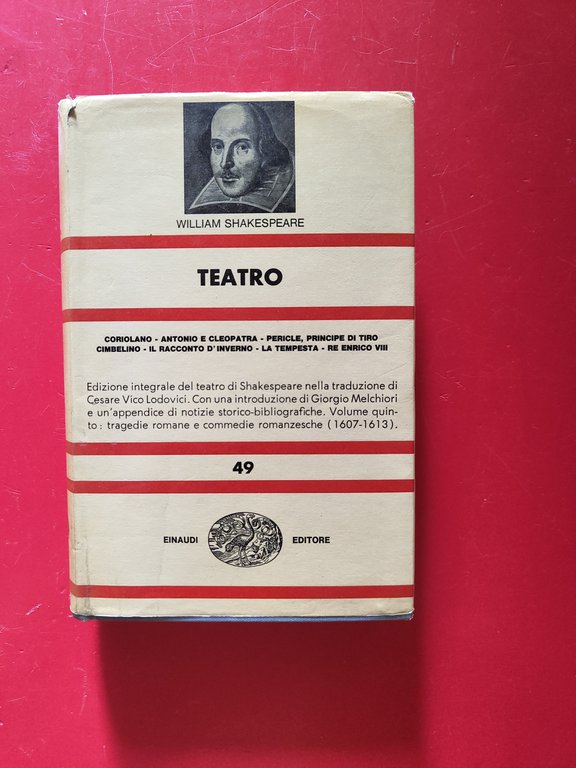 WILLIAM SHAKESPEARE
TEATRO
CORIOLANO - ANTONIO E CLEOPATRA - PERICLE, PRINCIPE DI TIRO
CIMBELINO - IL RACCONTO D'INVERNO - LA TEMPESTA - RE ENRICO VIII
Edizione integrale del teatro di Shakespeare nella traduzione di
Cesare Vico Lodovici. Con una introduzione di Giorgio Melchiori
e un'appendice di notizie storico-bibliografiche. Volume quin-
to: tragedie romane e commedie romanzesche (1607-1613).
49
EINAUDI EDITORE